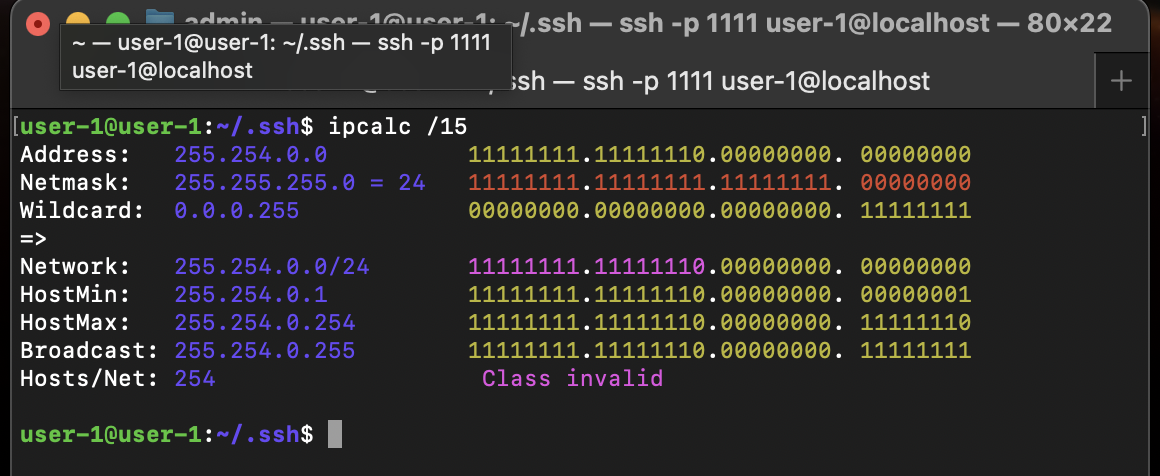 admin — user-1@user-1: ~/.ssh — ssh -p 1111 user-1@localhost — 80×22
~ — user-1@user-1: ~/.ssh — ssh -p 1111
user-1@localhost
/.ssh — ssh -p 1111 user-1@localhost
+
[user-1@user-1:~/.ssh$ ipcalc /15 ]
Address: 255.254.0.0 11111111.11111110.00000000. 00000000
Netmask: 255.255.255.0 = 24 11111111.11111111.11111111. 00000000
Wildcard: 0.0.0.255 00000000.00000000.00000000. 11111111
=>
Network: 255.254.0.0/24 11111111.11111110.00000000. 00000000
HostMin: 255.254.0.1 11111111.11111110.00000000. 00000001
HostMax: 255.254.0.254 11111111.11111110.00000000. 11111110
Broadcast: 255.254.0.255 11111111.11111110.00000000. 11111111
Hosts/Net: 254 Class invalid
user-1@user-1:~/.ssh$